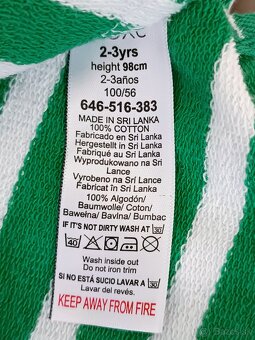 2-3yrs
height 98cm
2-3años
100/56
646-516-383
MADE IN SRI LANKA
100% COTTON
Fabricado en Sri Lanka
Hergestellt in Sri Lanka
Fabriqué au Sri Lanka
Wyprodukowano na Sri
Lance
Vyrobeno na Sri Lance
Fabricat în Sri Lanka
100% Algodón/
Baumwolle/ Coton/
Bawełna/ Bavlna/ Bumbac
IF IT'S NOT DIRTY WASH AT 30
40
Wash inside out
Do not iron trim
SI NO ESTÁ SUCIO LAVAR A 30
Lavar del revés.
KEEP AWAY FROM FIRE